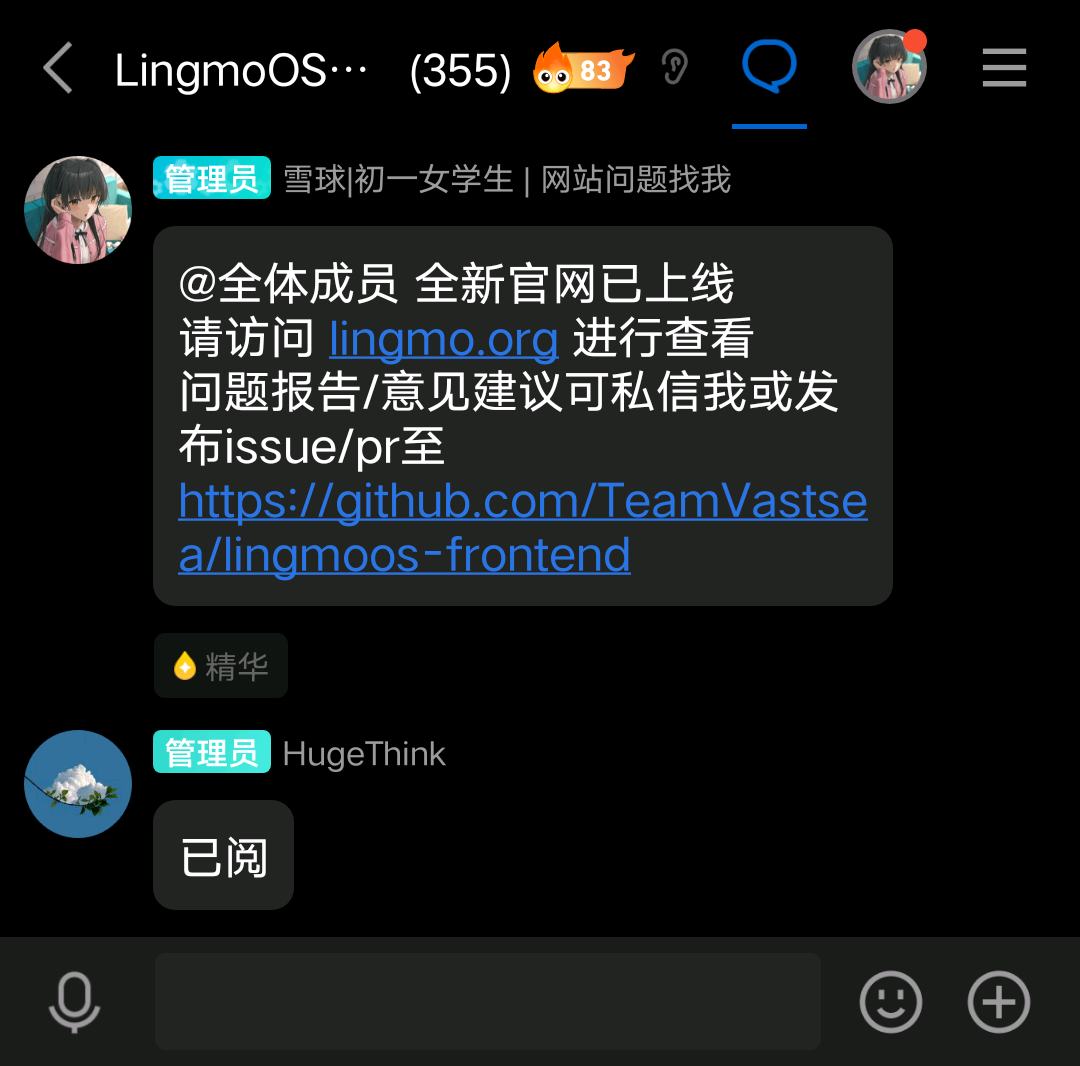 LingmoOS… (355) 83
管理员 雪球|初一女学生 | 网站问题找我
@全体成员 全新官网已上线
请访问 lingmo.org 进行查看
问题报告/意见建议可私信我或发
布issue/pr至
https://github.com/TeamVastse
a/lingmoos-frontend
精华
管理员 HugeThink
已阅